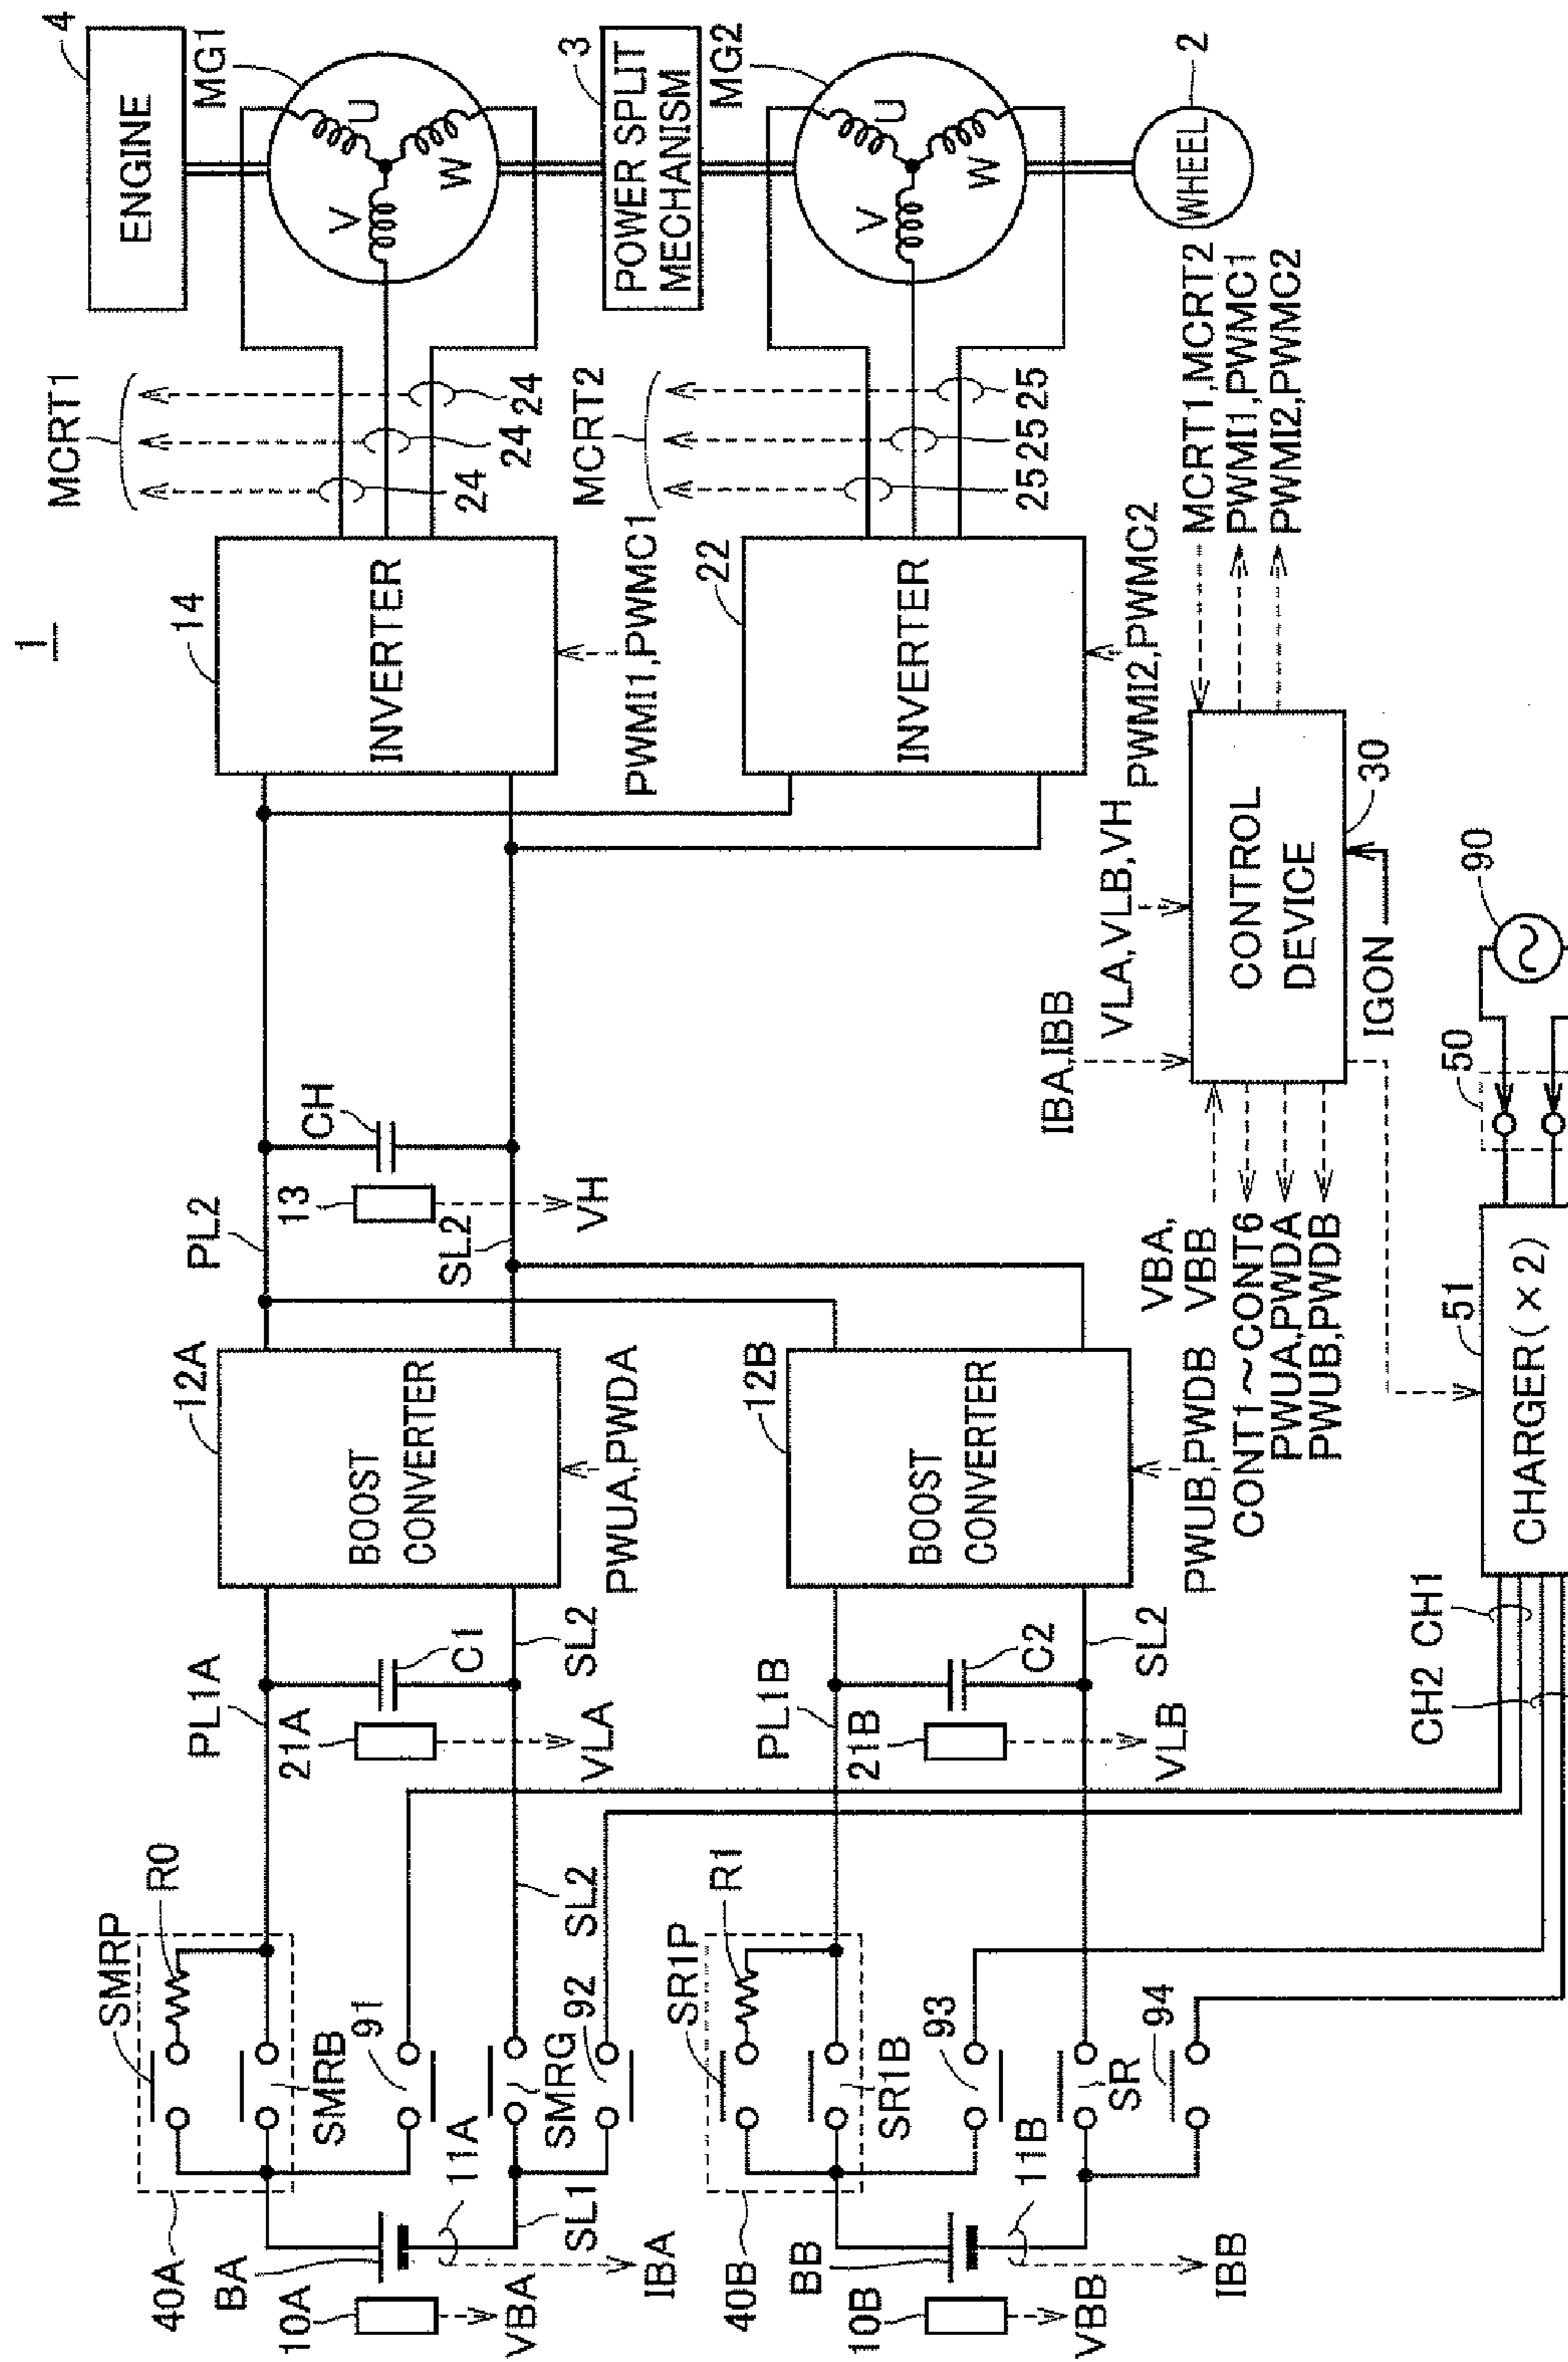 1
4
ENGINE
MG1
U
V
W
3
POWER SPLIT
MECHANISM
MG2
U
V
W
2
WHEEL
MCRT1
24
24
24
MCRT2
25
25
25
14
INVERTER
PWMI1,PWMC1
22
INVERTER
PWMI2,PWMC2
MCRT1,MCRT2
PWMI1,PWMC1
PWMI2,PWMC2
PL2
13
CH
VH
SL2
12A
BOOST
CONVERTER
PWUA,PWDA
12B
BOOST
CONVERTER
PWUB,PWDB
IBA,IBB
VLA,VLB,VH
CONTROL
DEVICE
30
IGON
VBA,
VBB
CONT1~CONT6
PWUA,PWDA
PWUB,PWDB
90
50
51
CHARGER(×2)
CH2
CH1
PL1A
21A
C1
VLA
SL2
SL2
PL1B
21B
C2
VLB
SL2
SMRP
R0
SMRB
91
SMRG
92
40A
BA
10A
VBA
11A
SL1
IBA
SR1P
R1
SR1B
93
SR
94
40B
BB
10B
VBB
11B
IBB